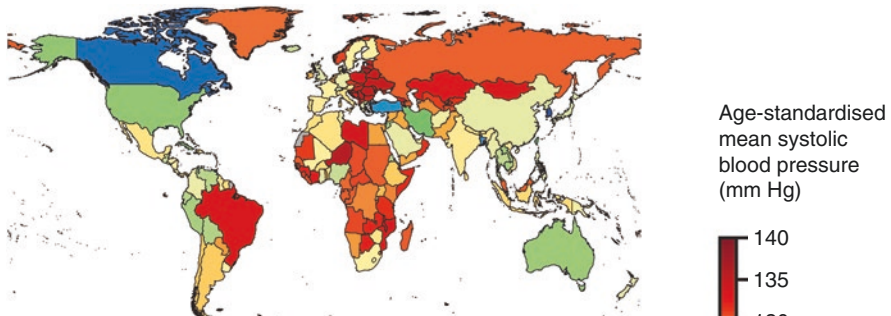 Age-standardised
mean systolic
blood pressure
(mm Hg)
140
135